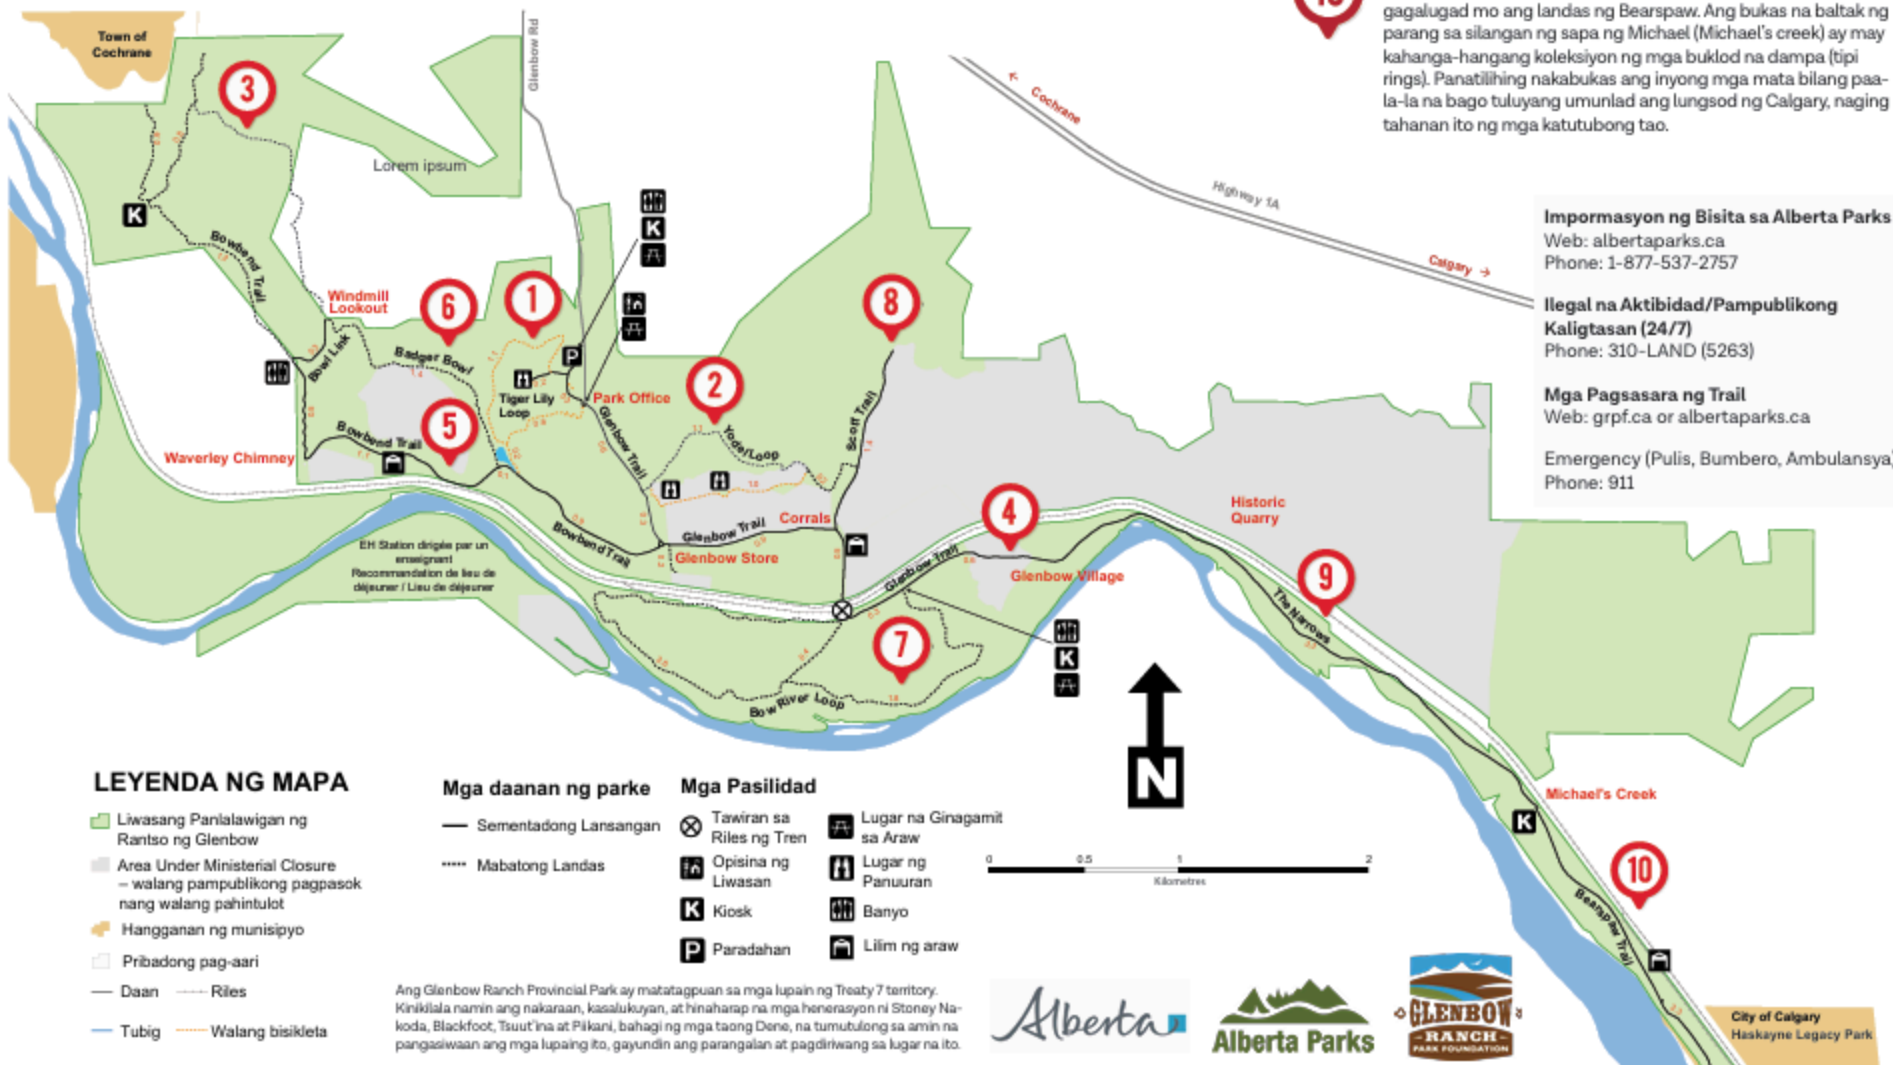 10
gagalugad mo ang landas ng Bearspaw. Ang bukas na baltak ng
parang sa silangan ng sapa ng Michael (Michael's creek) ay may
kahanga-hangang koleksiyon ng mga buklod na dampa (tipi
rings). Panatilihing nakabukas ang inyong mga mata bilang paa-
la-la na bago tuluyang umunlad ang lungsod ng Calgary, naging
tahanan ito ng mga katutubong tao.
Town of
Cochrane
3
Glenbow Rd
Lorem ipsum
← Cochrane
Highway 1A
Calgary →
Impormasyon ng Bisita sa Alberta Parks
Web: albertaparks.ca
Phone: 1-877-537-2757
Ilegal na Aktibidad/Pampublikong
Kaligtasan (24/7)
Phone: 310-LAND (5263)
Mga Pagsasara ng Trail
Web: grpf.ca or albertaparks.ca
Emergency (Pulis, Bumbero, Ambulansya)
Phone: 911
K
Bowbend Trail
Windmill
Lookout
6
1
8
K
Bowl Link
Badger Bowl
1.4
P
Tiger Lily
Loop
Park Office
2
5
Bowbend Trail
1.1
Waverley Chimney
Glenbow Trail
Yodel Loop
Scott Trail
1.4
1.0
Corrals
4
Historic
Quarry
Bowbend Trail
Glenbow Trail
0.9
Glenbow Store
Glenbow Trail
0.6
Glenbow Village
9
The Narrows
EH Station dirigée par un
enseignant
Recommandation de lieu de
déjeuner / Lieu de déjeuner
7
K
Bow River Loop
N
Michael's Creek
K
10
Bearspaw Trail
City of Calgary
Haskayne Legacy Park
LEYENDA NG MAPA
Liwasang Panlalawigan ng
Rantso ng Glenbow
Area Under Ministerial Closure
– walang pampublikong pagpasok
nang walang pahintulot
Hangganan ng munisipyo
Pribadong pag-aari
Daan Riles
Tubig Walang bisikleta
Mga daanan ng parke
Sementadong Lansangan
Mabatong Landas
Mga Pasilidad
Tawiran sa
Riles ng Tren
Opisina ng
Liwasan
K Kiosk
P Paradahan
Lugar na Ginagamit
sa Araw
Lugar ng
Panuuran
Banyo
Lilim ng araw
0 0.5 1 2
Kilometres
Ang Glenbow Ranch Provincial Park ay matatagpuan sa mga lupain ng Treaty 7 territory.
Kinikilala namin ang nakaraan, kasalukuyan, at hinaharap na mga henerasyon ni Stoney Na-
koda, Blackfoot, Tsuut'ina at Piikani, bahagi ng mga taong Dene, na tumutulong sa amin na
pangasiwaan ang mga lupaing ito, gayundin ang parangalan at pagdiriwang sa lugar na ito.
Alberta
Alberta Parks
GLENBOW
RANCH
PARK FOUNDATION